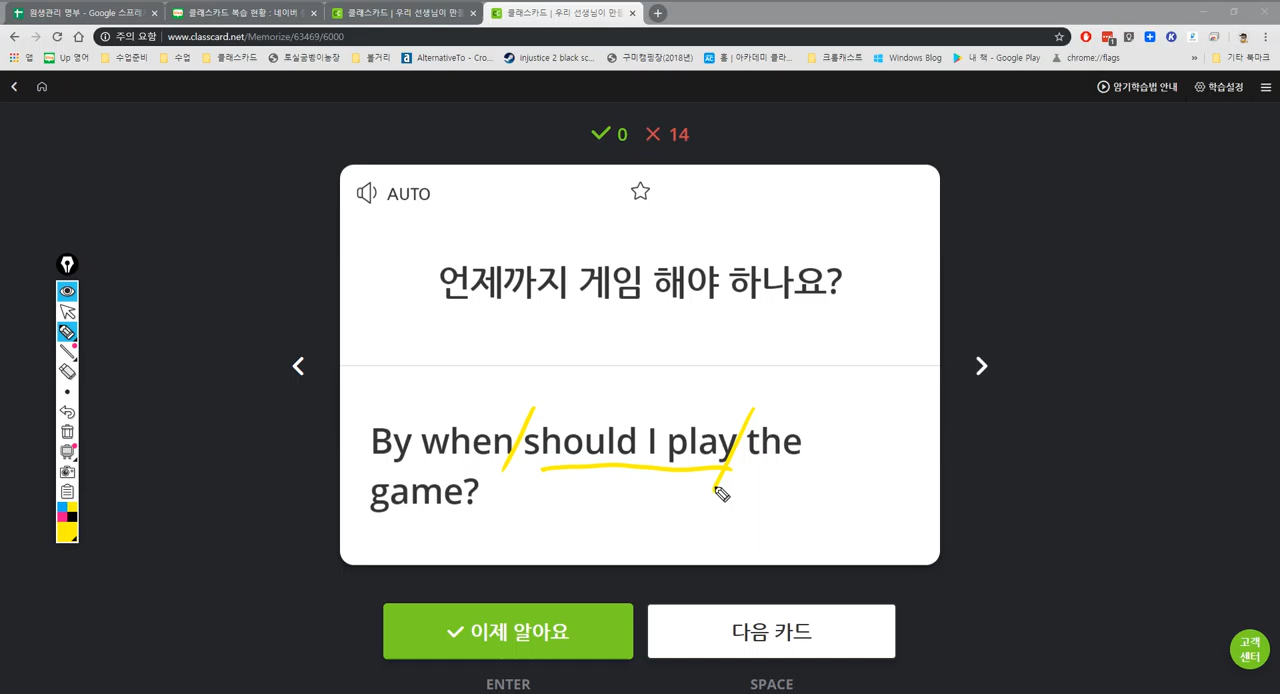 원생관리 명부 - Google 스프레
클래스카드 복습 현황 : 네이버
클래스카드 | 우리 선생님이 만든
클래스카드 | 우리 선생님이 만든
주의 요함 | www.classcard.net/Memorize/63469/6000
앱 Up 영어 수업준비 수업 클래스카드 토실공병이농장 볼거리 AlternativeTo - Cro... Injustice 2 black sc... 구미캠핑장(2018년) 홈 | 아카데미 클라... 크롬캐스트 Windows Blog 내 책 - Google Play chrome://flags » 기타 북마크
암기학습법 안내 학습설정
0 14
AUTO
언제까지 게임 해야 하나요?
By when should I play the
game?
이제 알아요 다음 카드
ENTER SPACE
고객
센터